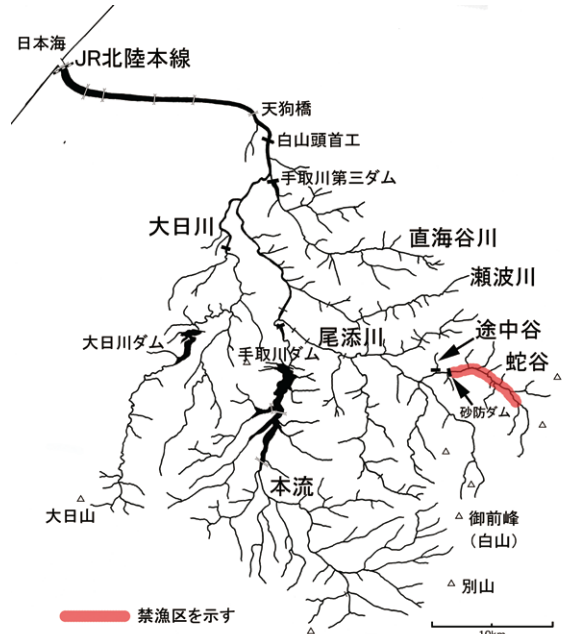 日本海
JR北陸本線
天狗橋
白山頭首工
手取川第三ダム
大日川
直海谷川
瀬波川
尾添川
途中谷
大日川ダム
手取川ダム
蛇谷
砂防ダム
本流
大日山
御前峰
（白山）
別山
禁漁区を示す
10km